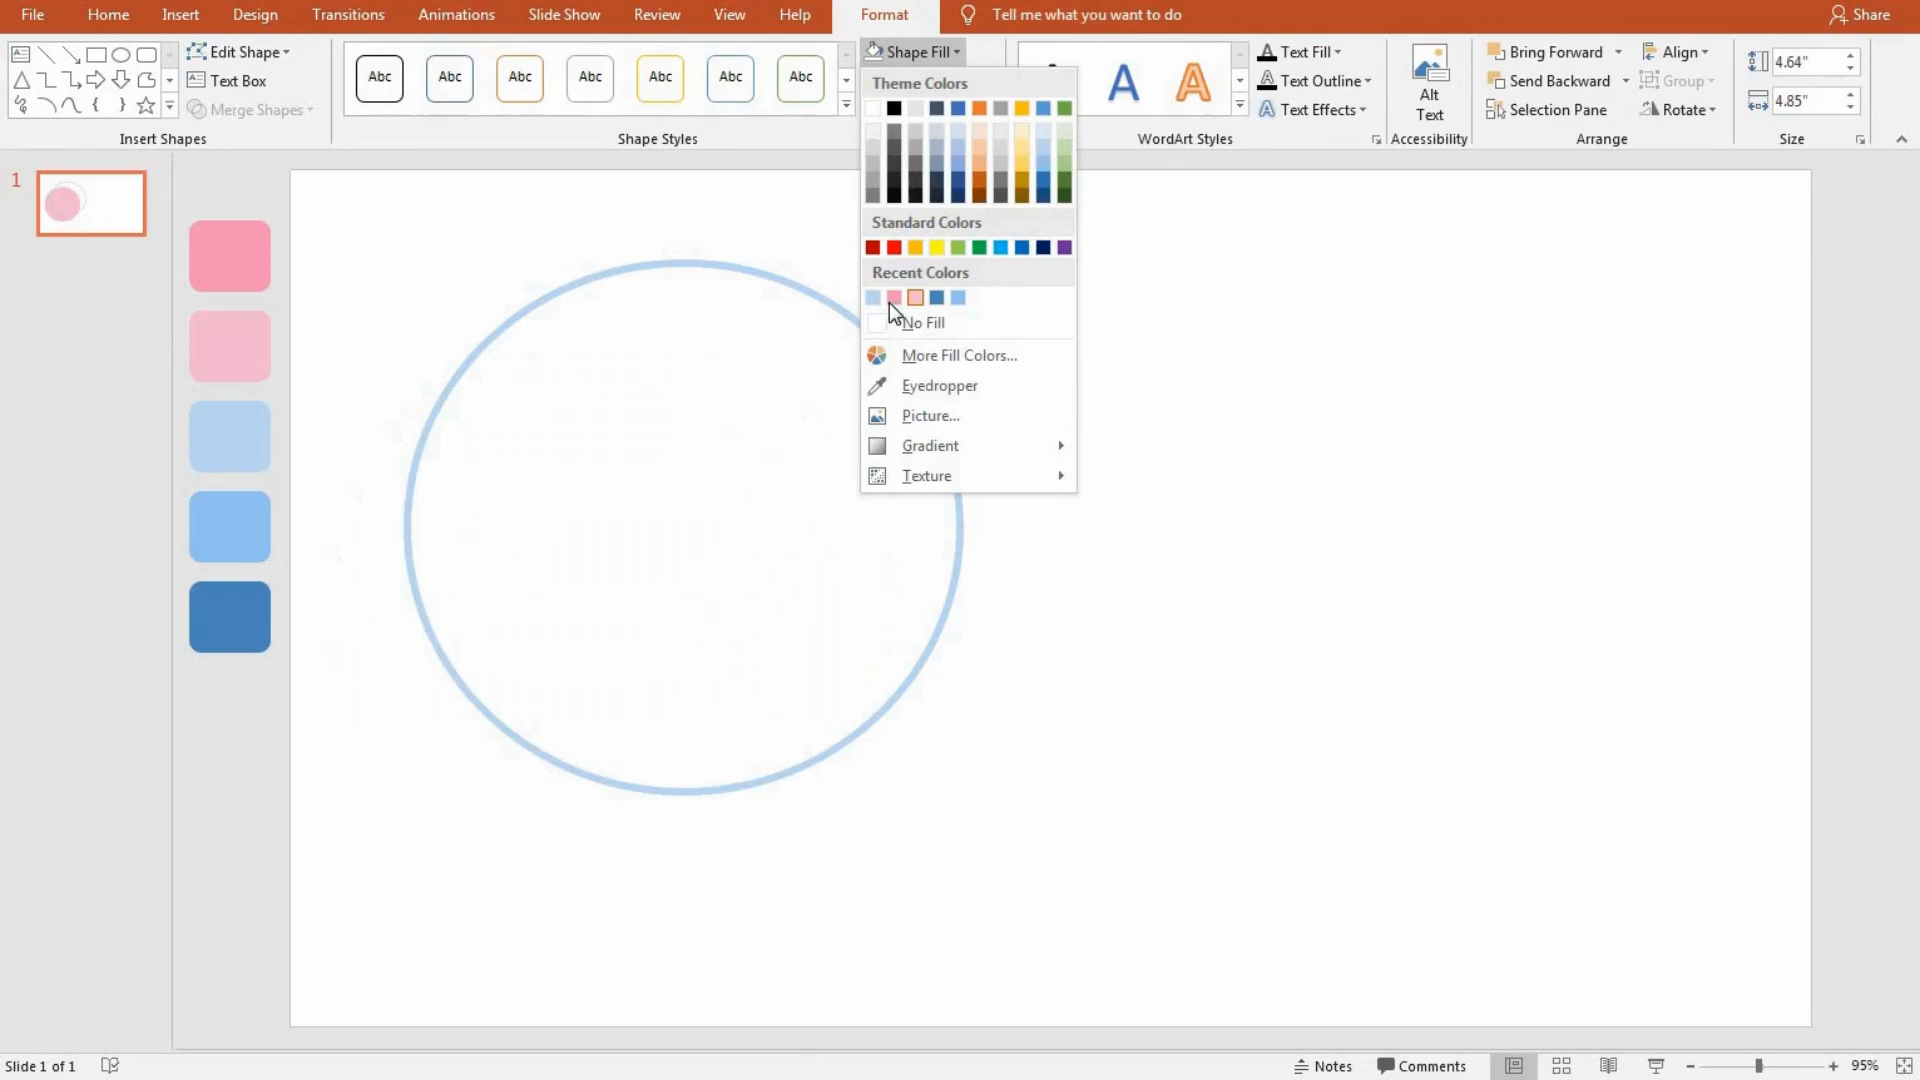 File Home Insert Design Transitions Animations Slide Show Review View Help Format Tell me what you want to do Share
Edit Shape
Text Box
Merge Shapes
Insert Shapes
Abc Abc Abc Abc Abc Abc Abc
Shape Styles
Shape Fill
Theme Colors
Standard Colors
Recent Colors
No Fill
More Fill Colors...
Eyedropper
Picture...
Gradient
Texture
A A
WordArt Styles
Text Fill
Text Outline
Text Effects
Alt
Text
Accessibility
Bring Forward
Send Backward
Selection Pane
Align
Group
Rotate
Arrange
4.64"
4.85"
Size
1
Slide 1 of 1
Notes Comments 95%